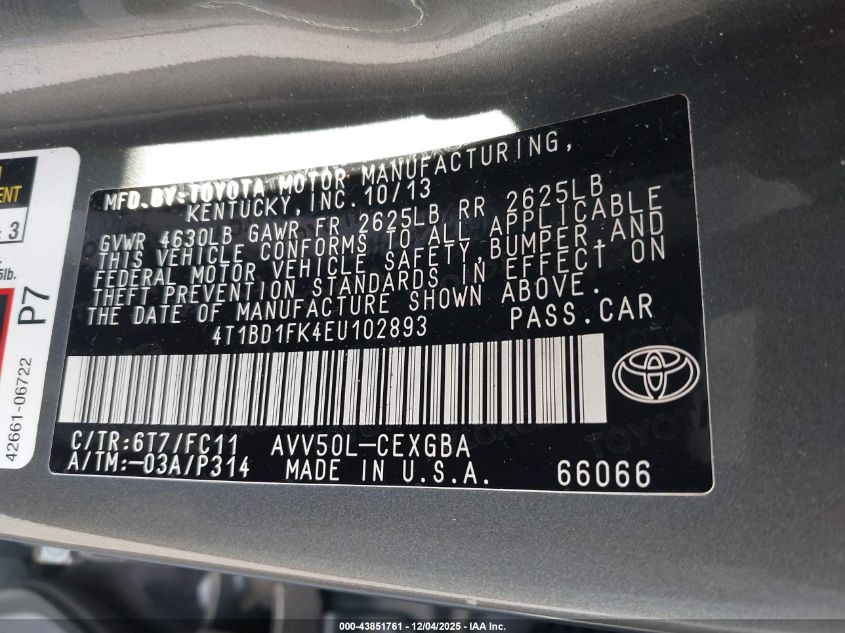 MFD.BY:TOYOTA MOTOR MANUFACTURING,
KENTUCKY, INC. 10/13
GVWR 4630LB GAWR FR 2625LB RR 2625LB
THIS VEHICLE CONFORMS TO ALL APPLICABLE
FEDERAL MOTOR VEHICLE SAFETY,BUMPER,AND
THEFT PREVENTION STANDARDS IN EFFECT ON
THE DATE OF MANUFACTURE SHOWN ABOVE.
4T1BD1FK4EU102893 PASS.CAR
C/TR:6T7/FC11 AVV50L-CEXGBA
A/TM:-03A/P314 MADE IN U.S.A. 66066
3
P7
42661-06722
000-43851761 - 12/04/2025 - IAA Inc.